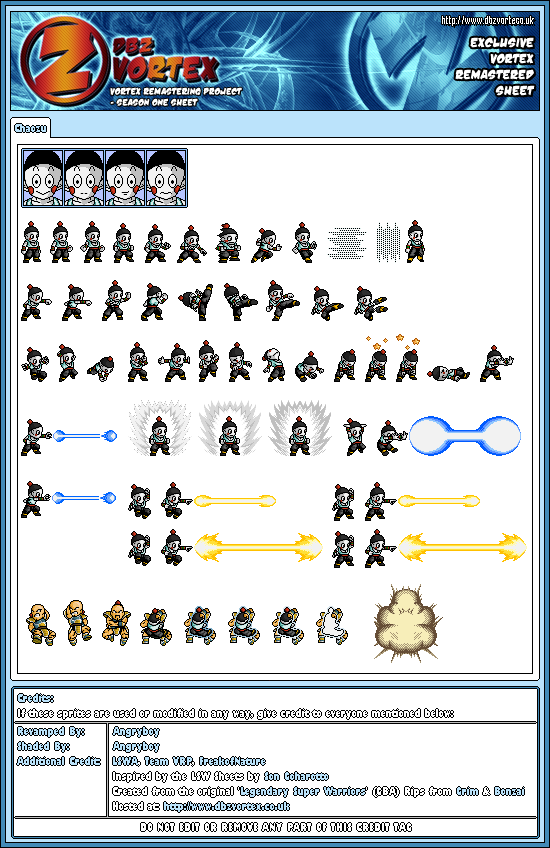 http://www.dbzvortex.co.uk
DBZ
VORTEX
VORTEX REMASTERING PROJECT
- SEASON ONE SHEET
EXCLUSIVE
VORTEX
REMASTERED
SHEET
Chaozu
Credits:
If these sprites are used or modified in any way, give credit to everyone mentioned below:
Revamped By: Angryboy
Shaded By: Angryboy
Additional Credit: LSWA, Team VRP, FreakofNature
Inspired by the LSW Sheets by Son Goharotto
Created from the original 'Legendary Super Warriors' (GBA) Rips from Grim & Bonzai
Hosted at: http://www.dbzvortex.co.uk
DO NOT EDIT OR REMOVE ANY PART OF THIS CREDIT TAG